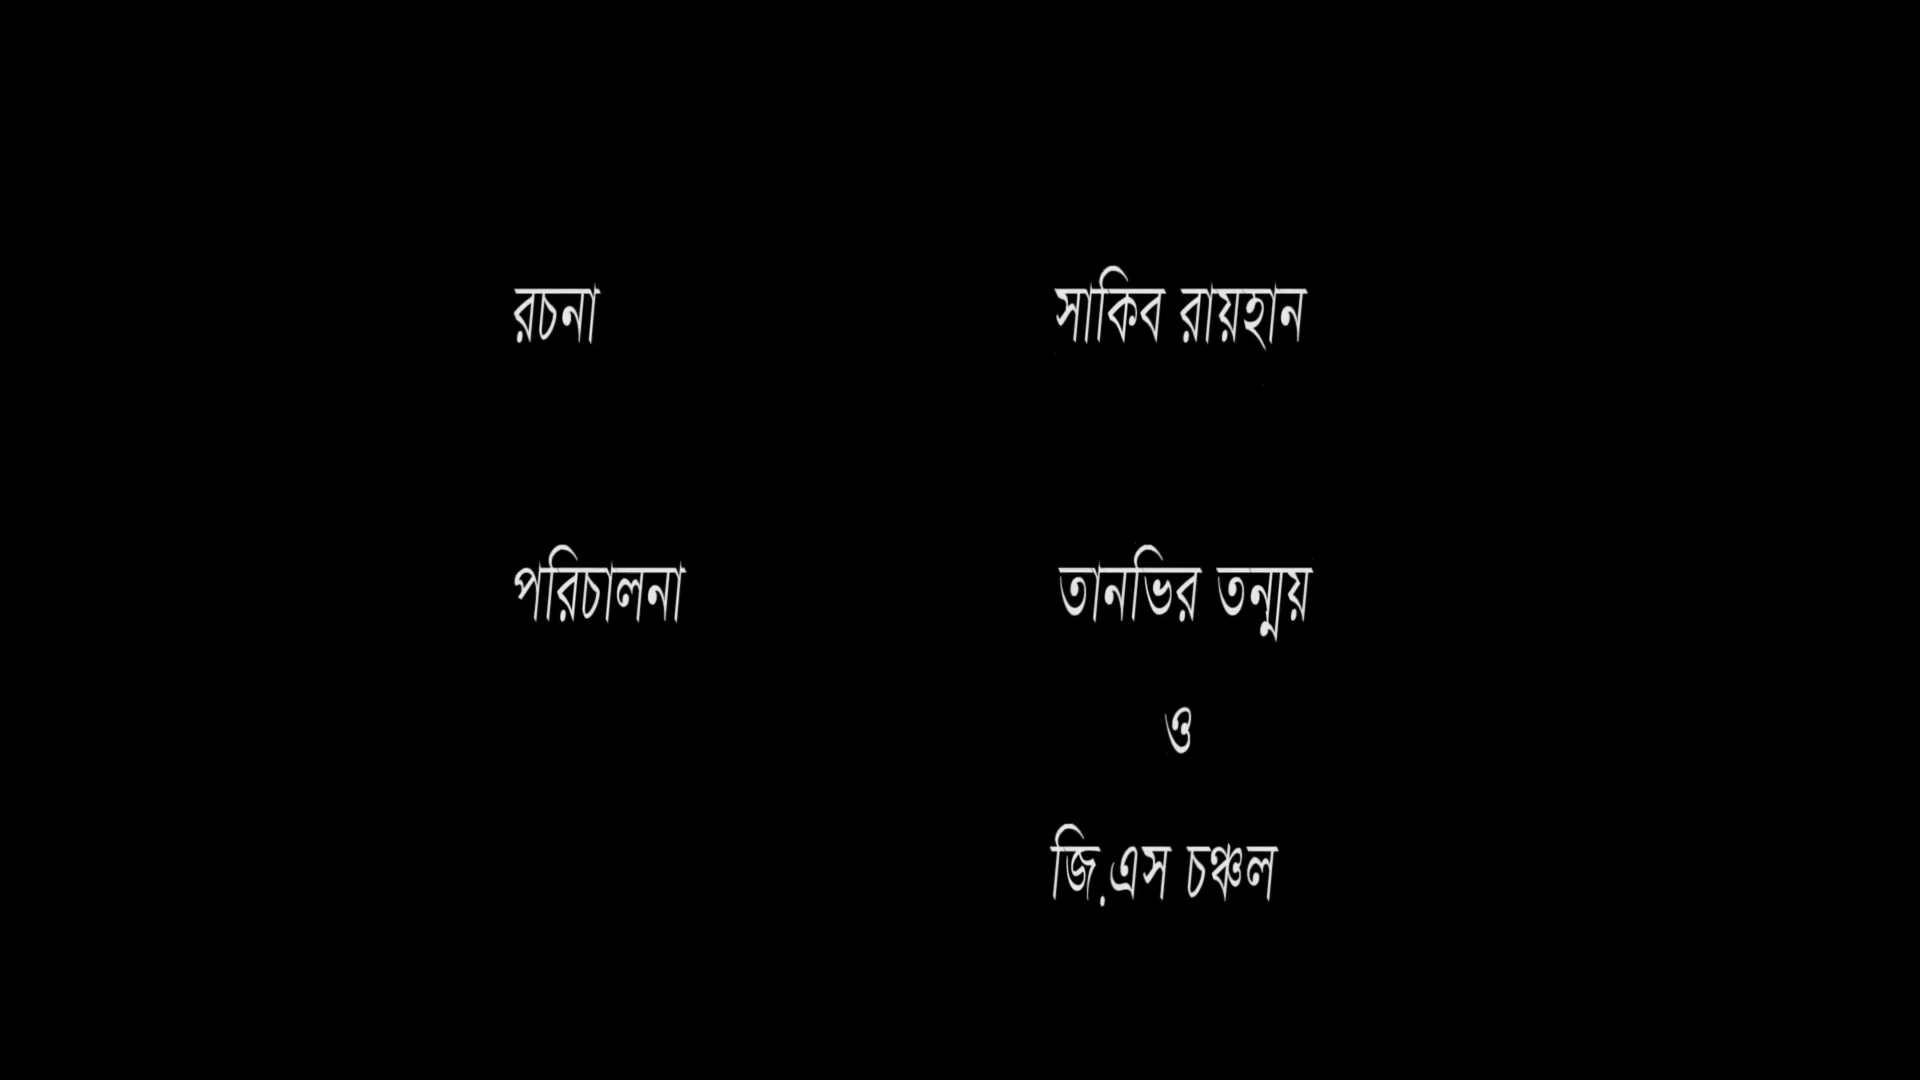 রচনা সাকিব রায়হান
পরিচালনা তানভির তন্ময়
ও
জি.এস চঞ্চল